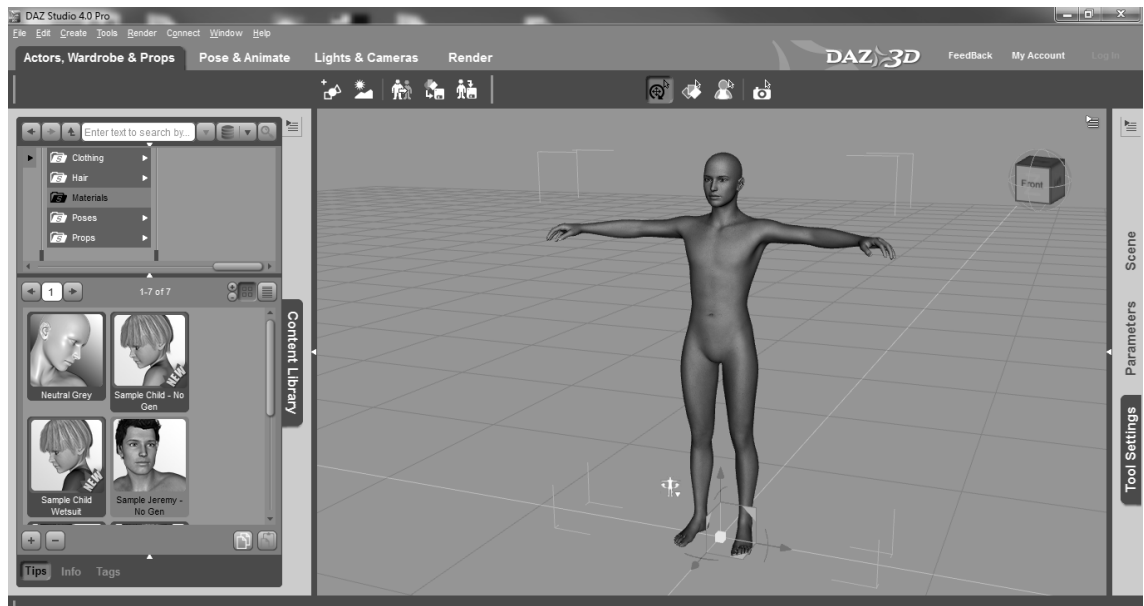 DAZ Studio 4.0 Pro
File Edit Create Tools Render Connect Window Help
Actors, Wardrobe & Props Pose & Animate Lights & Cameras Render
DAZ 3D FeedBack My Account Log In
Enter text to search by...
Clothing
Hair
Materials
Poses
Props
1
1-7 of 7
Neutral Grey
NEW
Sample Child - No
Gen
NEW
Sample Child
Wetsuit
Sample Jeremy -
No Gen
Tips Info Tags
Content Library
Front
Scene
Parameters
Tool Settings